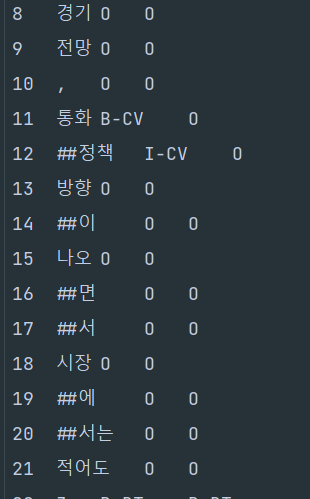 8 경기 O O
9 전망 O O
10 , O O
11 통화 B-CV O
12 ##정책 I-CV O
13 방향 O O
14 ##이 O O
15 나오 O O
16 ##면 O O
17 ##서 O O
18 시장 O O
19 ##에 O O
20 ##서는 O O
21 적어도 O O